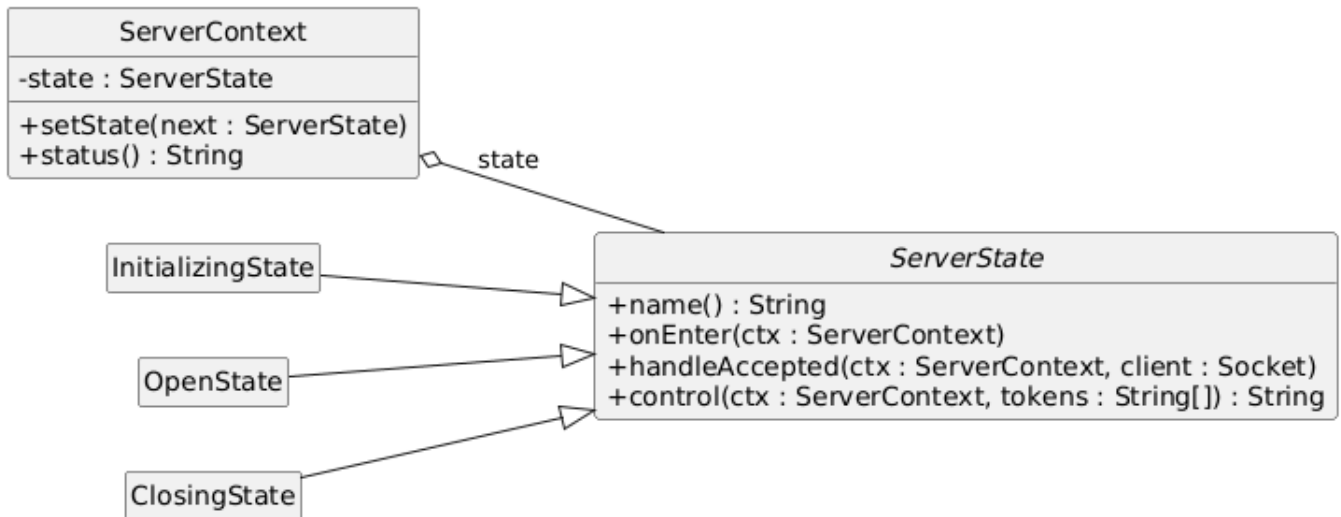 ServerContext
-state : ServerState
+setState(next : ServerState)
+status() : String
state
InitializingState
OpenState
ClosingState
ServerState
+name() : String
+onEnter(ctx : ServerContext)
+handleAccepted(ctx : ServerContext, client : Socket)
+control(ctx : ServerContext, tokens : String[]) : String